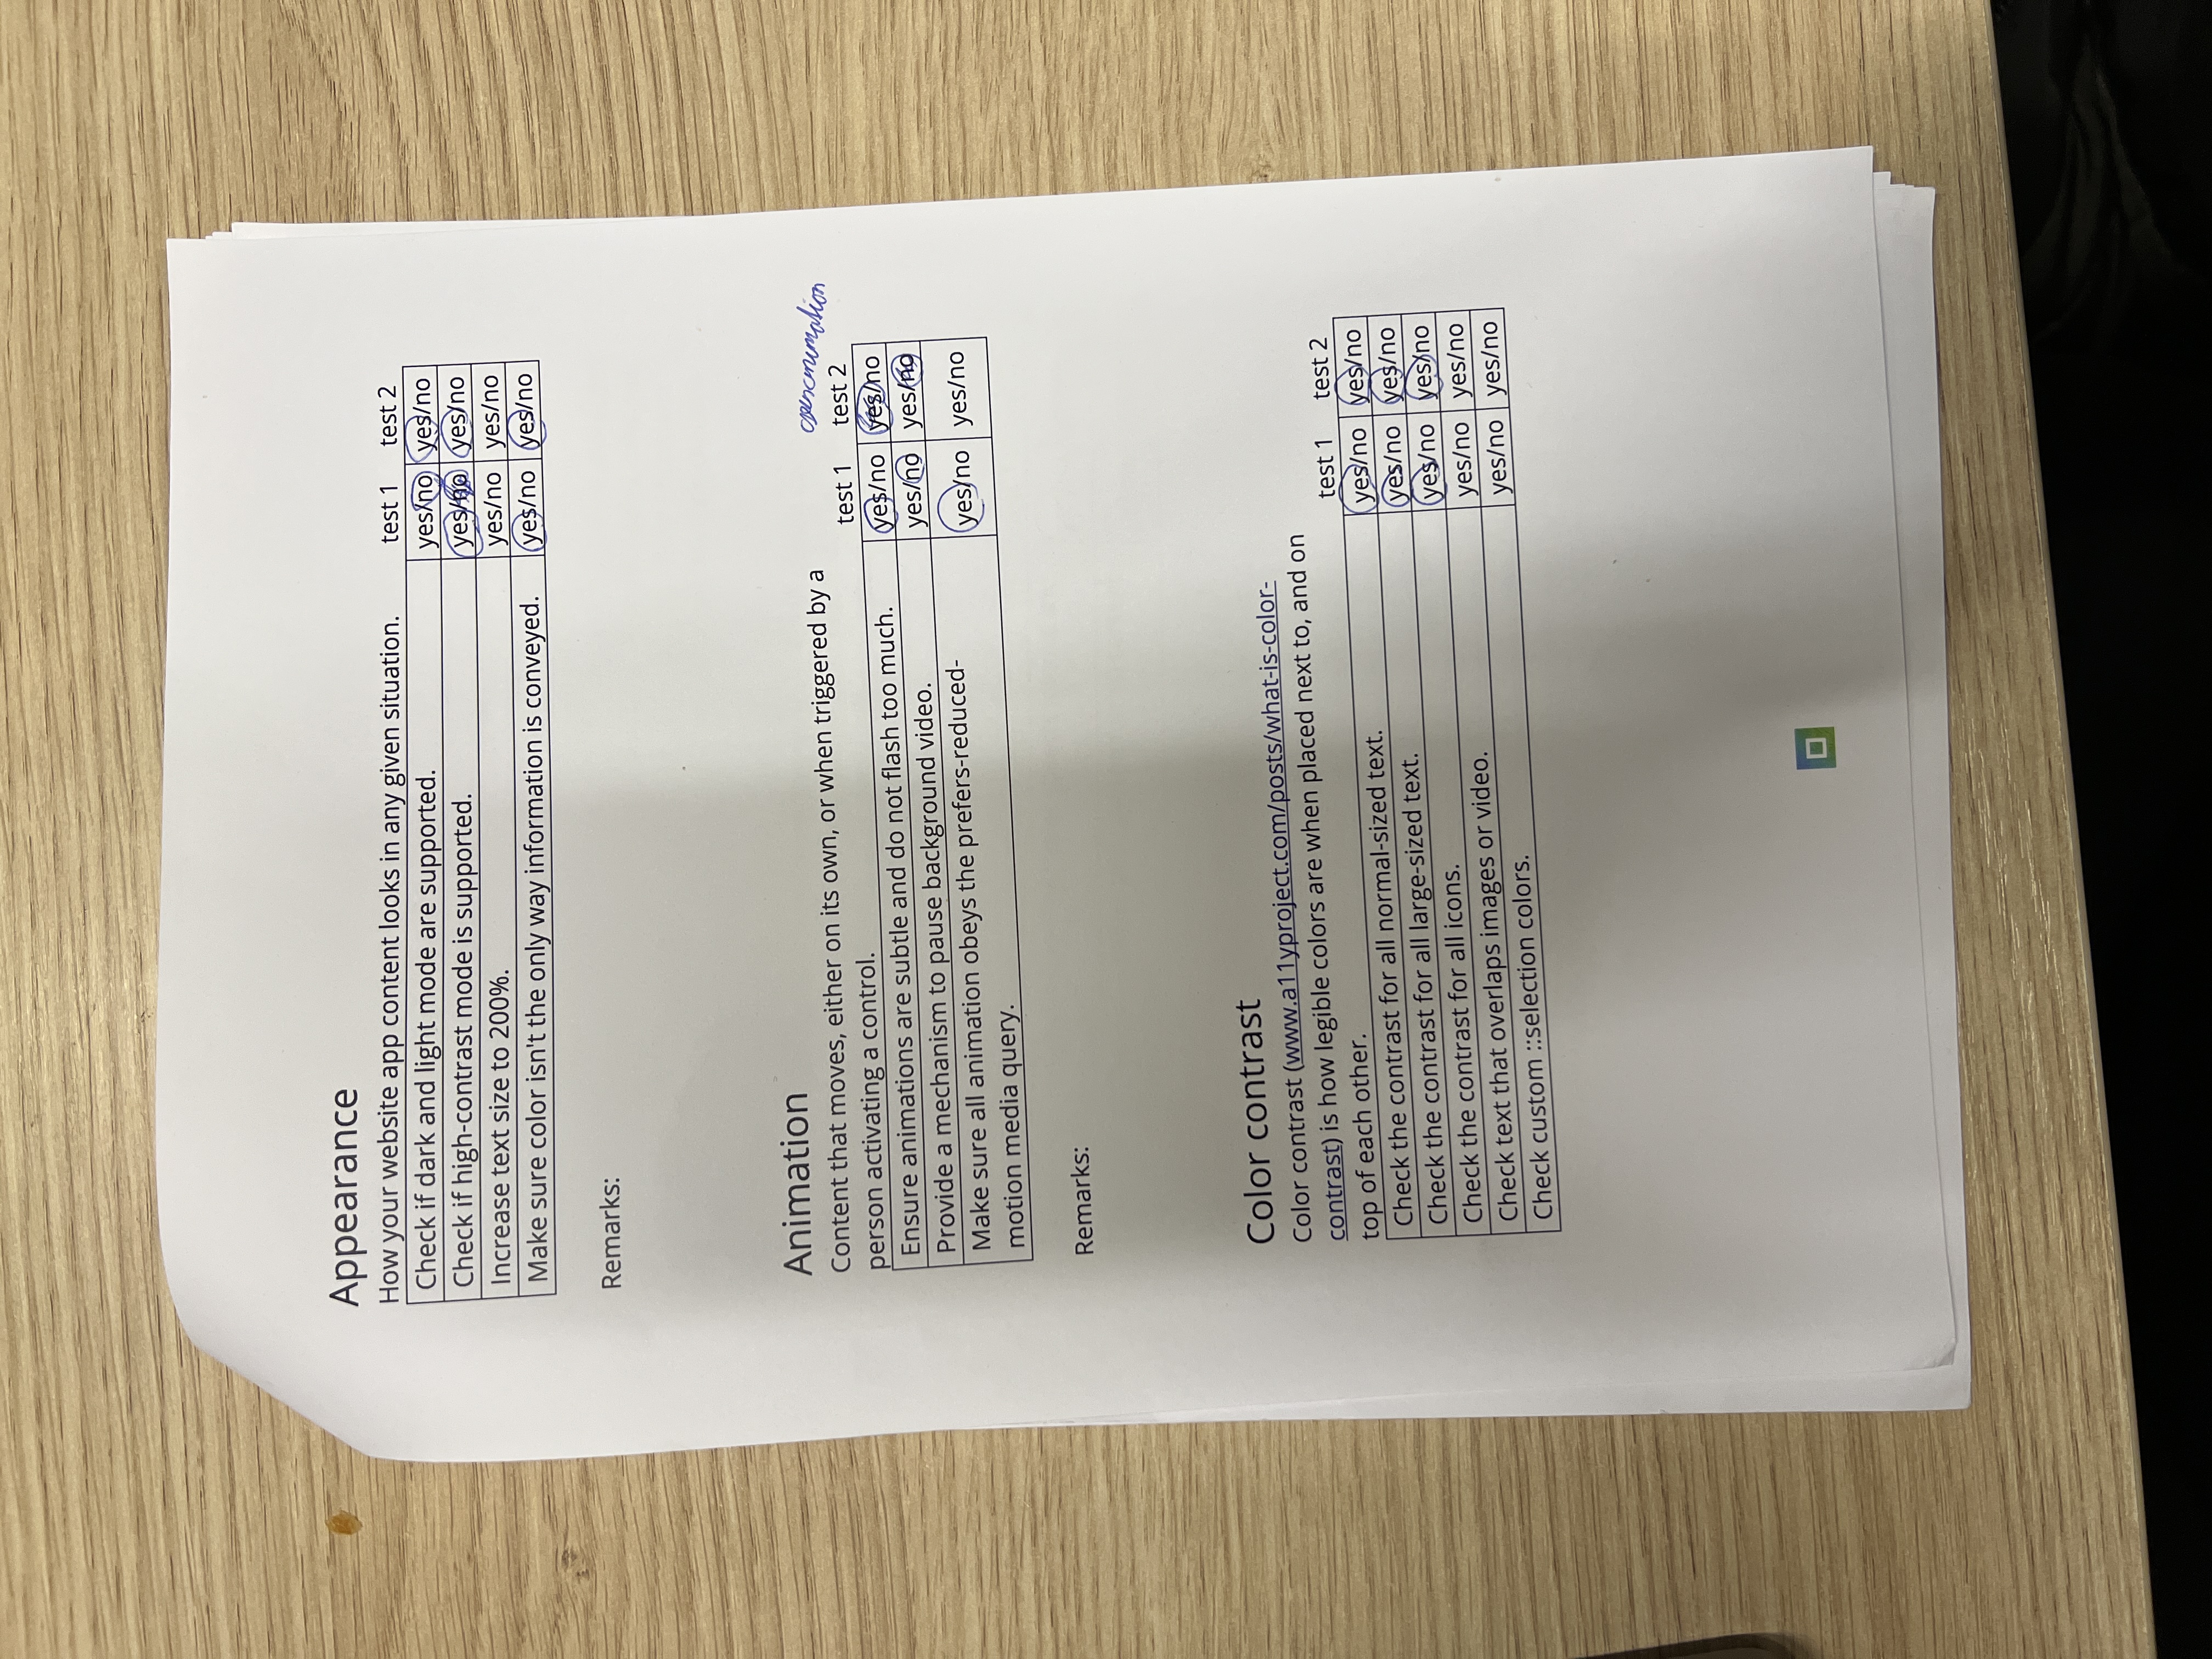 Appearance
How your website app content looks in any given situation. test 1 test 2
Check if dark and light mode are supported. yes/no yes/no
Check if high-contrast mode is supported. yes/no yes/no
Increase text size to 200%. yes/no yes/no
Make sure color isn't the only way information is conveyed. yes/no yes/no
Remarks:
Animation
Content that moves, either on its own, or when triggered by a
person activating a control. test 1 test 2
Ensure animations are subtle and do not flash too much. yes/no yes/no
Provide a mechanism to pause background video. yes/no yes/no
Make sure all animation obeys the prefers-reduced- yes/no yes/no
motion media query.
Remarks:
Color contrast
Color contrast (www.a11yproject.com/posts/what-is-color-
contrast) is how legible colors are when placed next to, and on
top of each other. test 1 test 2
Check the contrast for all normal-sized text. yes/no yes/no
Check the contrast for all large-sized text. yes/no yes/no
Check the contrast for all icons. yes/no yes/no
Check text that overlaps images or video. yes/no yes/no
Check custom ::selection colors. yes/no yes/no